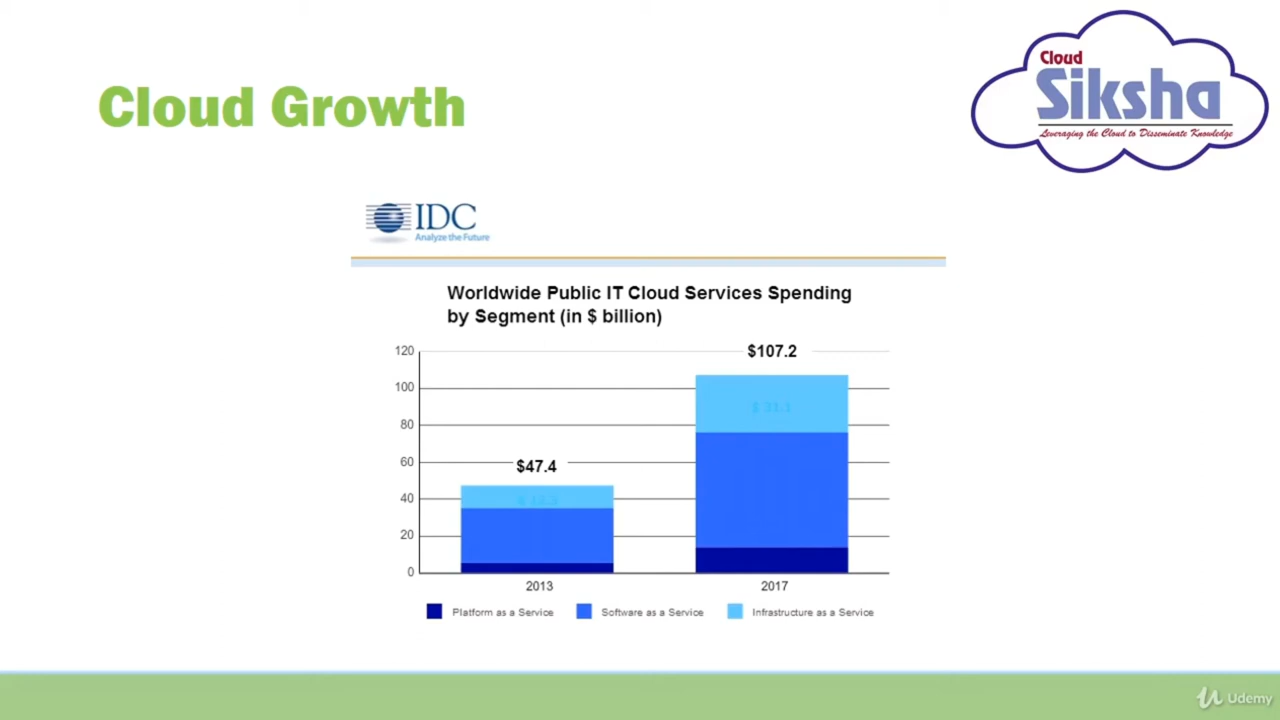 Cloud Growth
Cloud
Siksha
Leveraging the Cloud to Disseminate Knowledge
IDC
Analyze the Future
Worldwide Public IT Cloud Services Spending
by Segment (in $ billion)
120
$107.2
100
$ 31.1
80
60
$47.4
40
20
0
2013
2017
Platform as a Service
Software as a Service
Infrastructure as a Service
Udemy